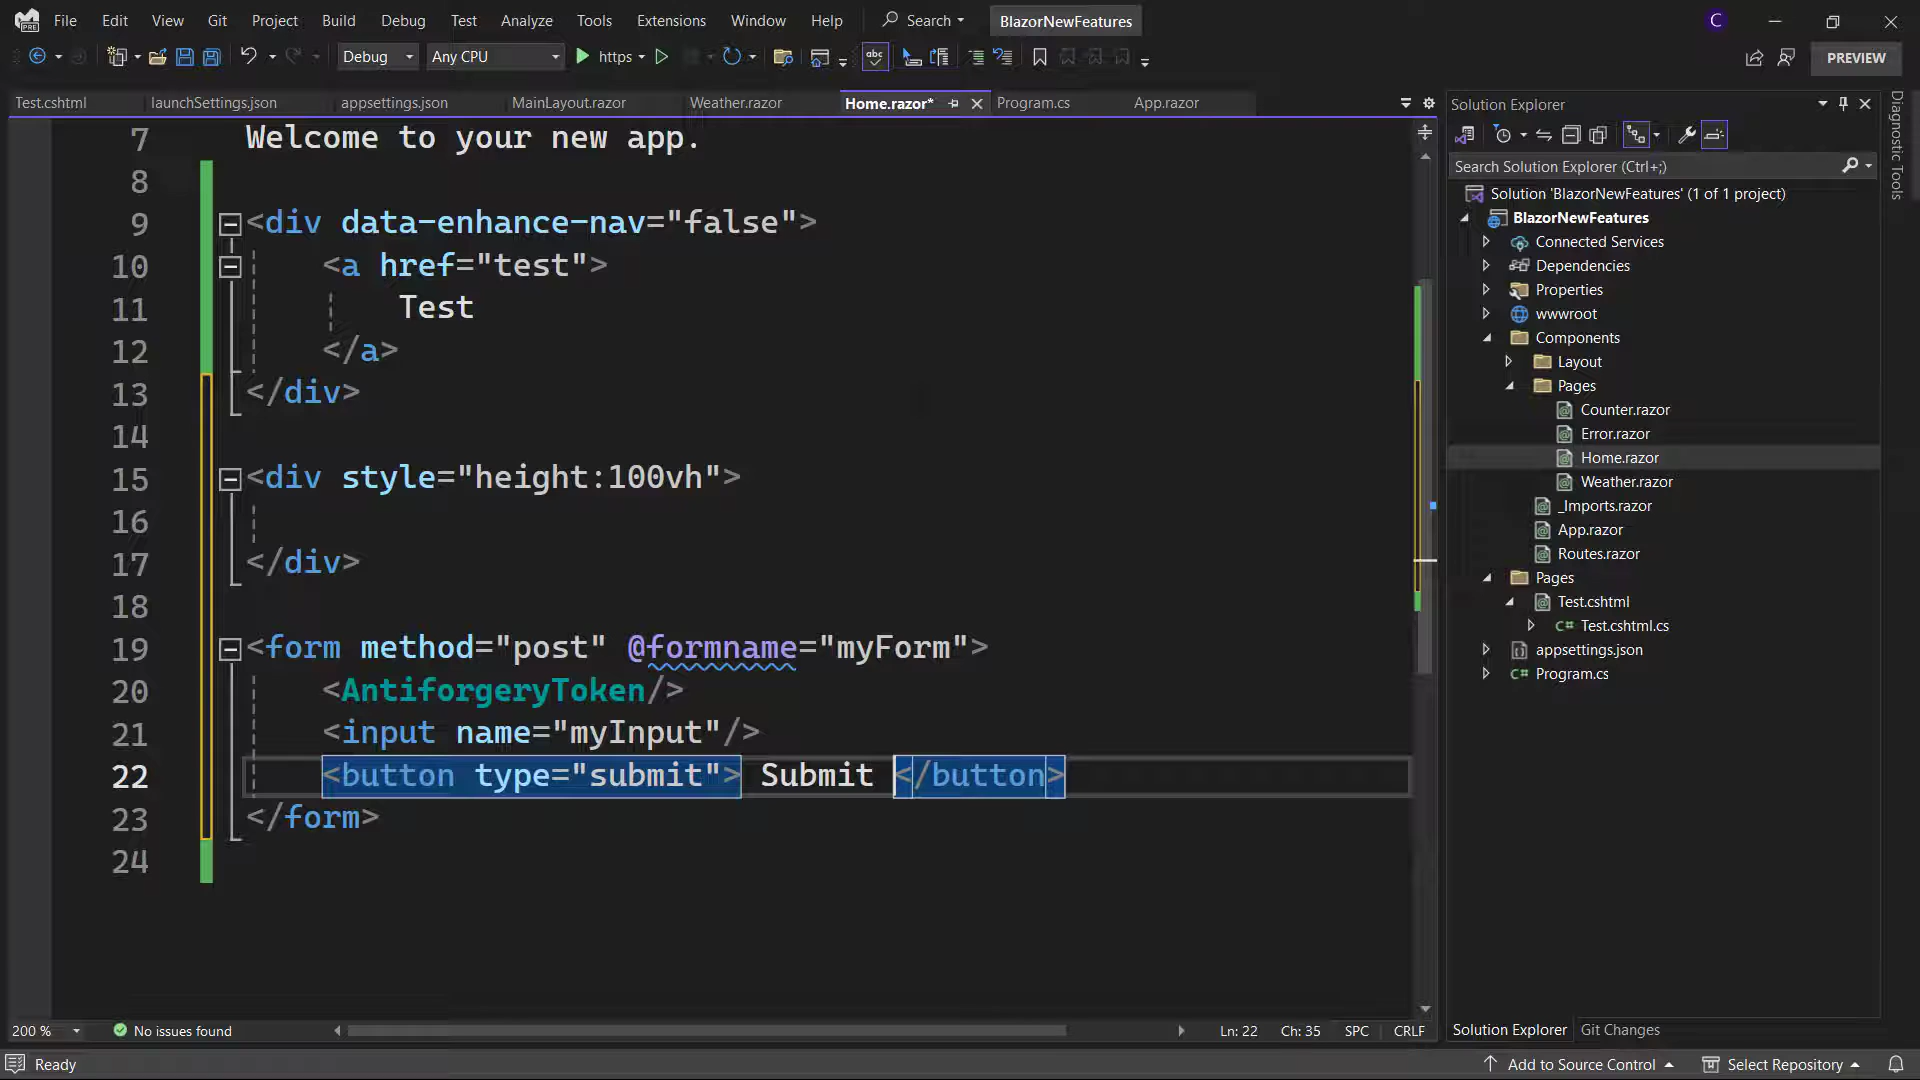 File Edit View Git Project Build Debug Test Analyze Tools Extensions Window Help Search BlazorNewFeatures C
PRE
Debug Any CPU https abc PREVIEW
Test.cshtml launchSettings.json appsettings.json MainLayout.razor Weather.razor Home.razor* Program.cs App.razor
7 Welcome to your new app.
8
9 <div data-enhance-nav="false">
10 <a href="test">
11 Test
12 </a>
13 </div>
14
15 <div style="height:100vh">
16
17 </div>
18
19 <form method="post" @formname="myForm">
20 <AntiforgeryToken/>
21 <input name="myInput"/>
22 <button type="submit"> Submit </button>
23 </form>
24
200 % No issues found Ln: 22 Ch: 35 SPC CRLF
Solution Explorer
Search Solution Explorer (Ctrl+;)
Solution 'BlazorNewFeatures' (1 of 1 project)
BlazorNewFeatures
Connected Services
Dependencies
Properties
wwwroot
Components
Layout
Pages
Counter.razor
Error.razor
Home.razor
Weather.razor
_Imports.razor
App.razor
Routes.razor
Pages
Test.cshtml
C# Test.cshtml.cs
appsettings.json
C# Program.cs
Solution Explorer Git Changes
Diagnostic Tools
Ready Add to Source Control Select Repository